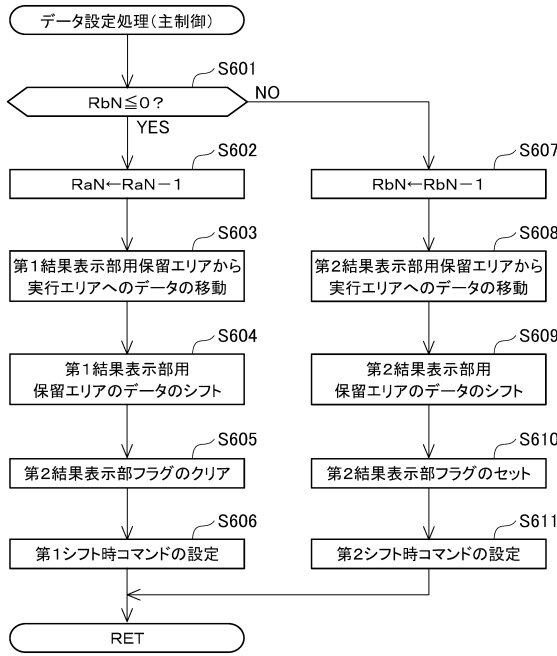 データ設定処理(主制御)
S601
RbN≦0?
NO
YES
S602
RaN←RaN-1
S603
第1結果表示部用保留エリアから
実行エリアへのデータの移動
S604
第1結果表示部用
保留エリアのデータのシフト
S605
第2結果表示部フラグのクリア
S606
第1シフト時コマンドの設定
S607
RbN←RbN-1
S608
第2結果表示部用保留エリアから
実行エリアへのデータの移動
S609
第2結果表示部用
保留エリアのデータのシフト
S610
第2結果表示部フラグのセット
S611
第2シフト時コマンドの設定
RET